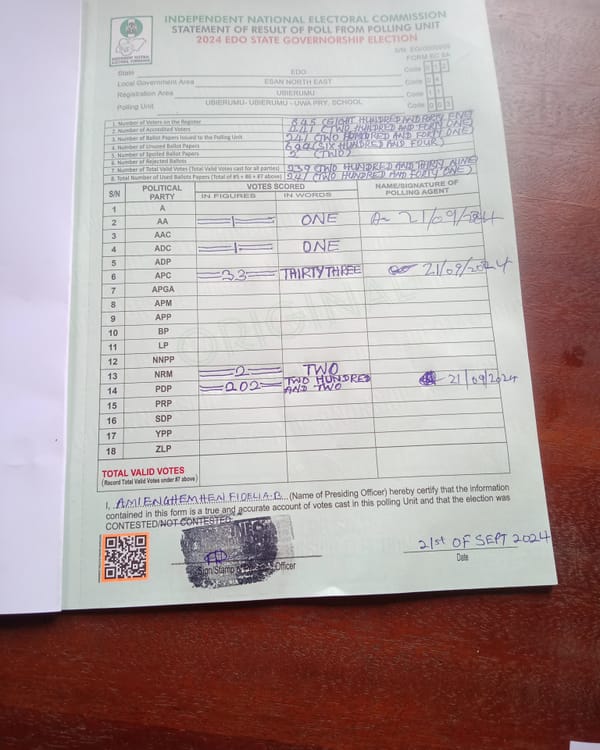 INDEPENDENT NATIONAL ELECTORAL COMMISSION
STATEMENT OF RESULT OF POLL FROM POLLING UNIT
2024 EDO STATE GOVERNORSHIP ELECTION
FORM EC 8A
State EDO Code
Local Government Area ESAN NORTH EAST Code
Registration Area UBIERUMU Code
Polling Unit UBIERUMU- UBIERUMU - UWA PRY. SCHOOL Code
1. Number of Voters on the Register 845 (EIGHT HUNDRED AND FORTY FIVE)
2. Number of Accredited Voters 241 (TWO HUNDRED AND FORTY ONE)
3. Number of Ballot Papers Issued to the Polling Unit (TWO HUNDRED AND FORTY ONE)
4. Number of Unused Ballot Papers (SIX HUNDRED AND FOUR)
5. Number of Spoiled Ballot Papers 2 (TWO)
6. Number of Rejected Ballots
7. Number of Total Valid Votes (Total Valid Votes cast for all parties) 239 (TWO HUNDRED AND THIRTY NINE)
8. Total Number of Used Ballots Papers (Total of #5 + #6 + #7 above) 241 (TWO HUNDRED AND FORTY ONE)
S/N POLITICAL PARTY VOTES SCORED NAME/SIGNATURE OF POLLING AGENT
IN FIGURES IN WORDS
1 A
2 AA 1 ONE 21/09/2024
3 AAC
4 ADC 1 ONE
5 ADP
6 APC 33 THIRTY THREE 21/09/2024
7 APGA
8 APM
9 APP
10 BP
11 LP
12 NNPP
13 NRM 2 TWO
14 PDP 202 TWO HUNDRED AND TWO 21/09/2024
15 PRP
16 SDP
17 YPP
18 ZLP
TOTAL VALID VOTES
(Record Total Valid Votes under #7 above)
I, AMIENGHEMHEN FIDELIA.B (Name of Presiding Officer) hereby certify that the information
contained in this form is a true and accurate account of votes cast in this polling Unit and that the election was
CONTESTED/NOT CONTESTED
21st OF SEPT 2024
Sign/Stamp Officer
Date
ORIGINAL